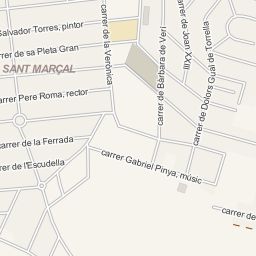 Salvador Torres, pintor
carrer de sa Pleta Gran
SANT MARÇAL
carrer Pere Roma, rector
carrer de la Ferrada
carrer de l'Escudella
carrer de la Verònica
carrer de Bàrbara de Verí
carrer de Joan XXIII
carrer de Dolors Gual de Torrella
carrer Gabriel Pinya, músic
carrer de